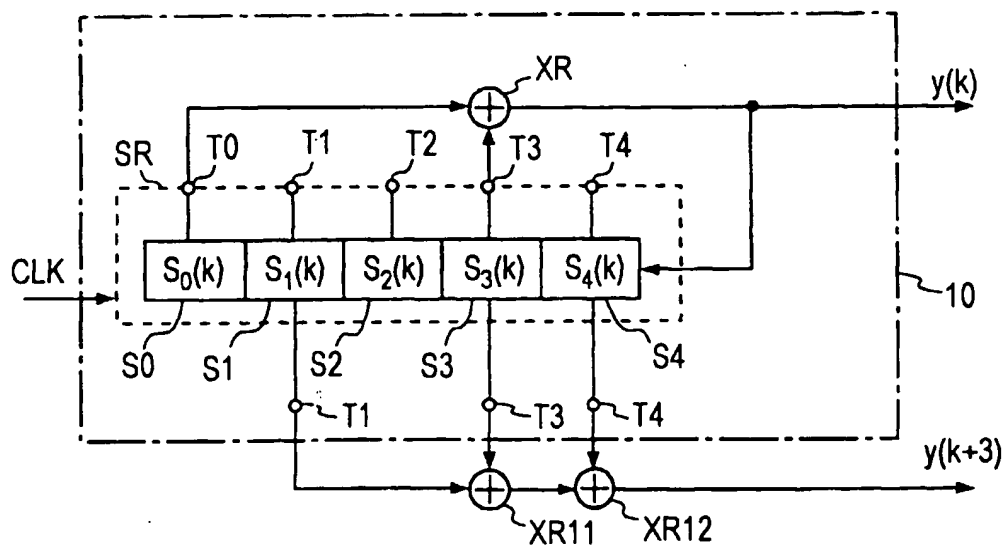 XR
y(k)
SR
T0
T1
T2
T3
T4
CLK
S₀(k)
S₁(k)
S₂(k)
S₃(k)
S₄(k)
10
S0
S1
S2
S3
S4
T1
T3
T4
y(k+3)
XR11
XR12